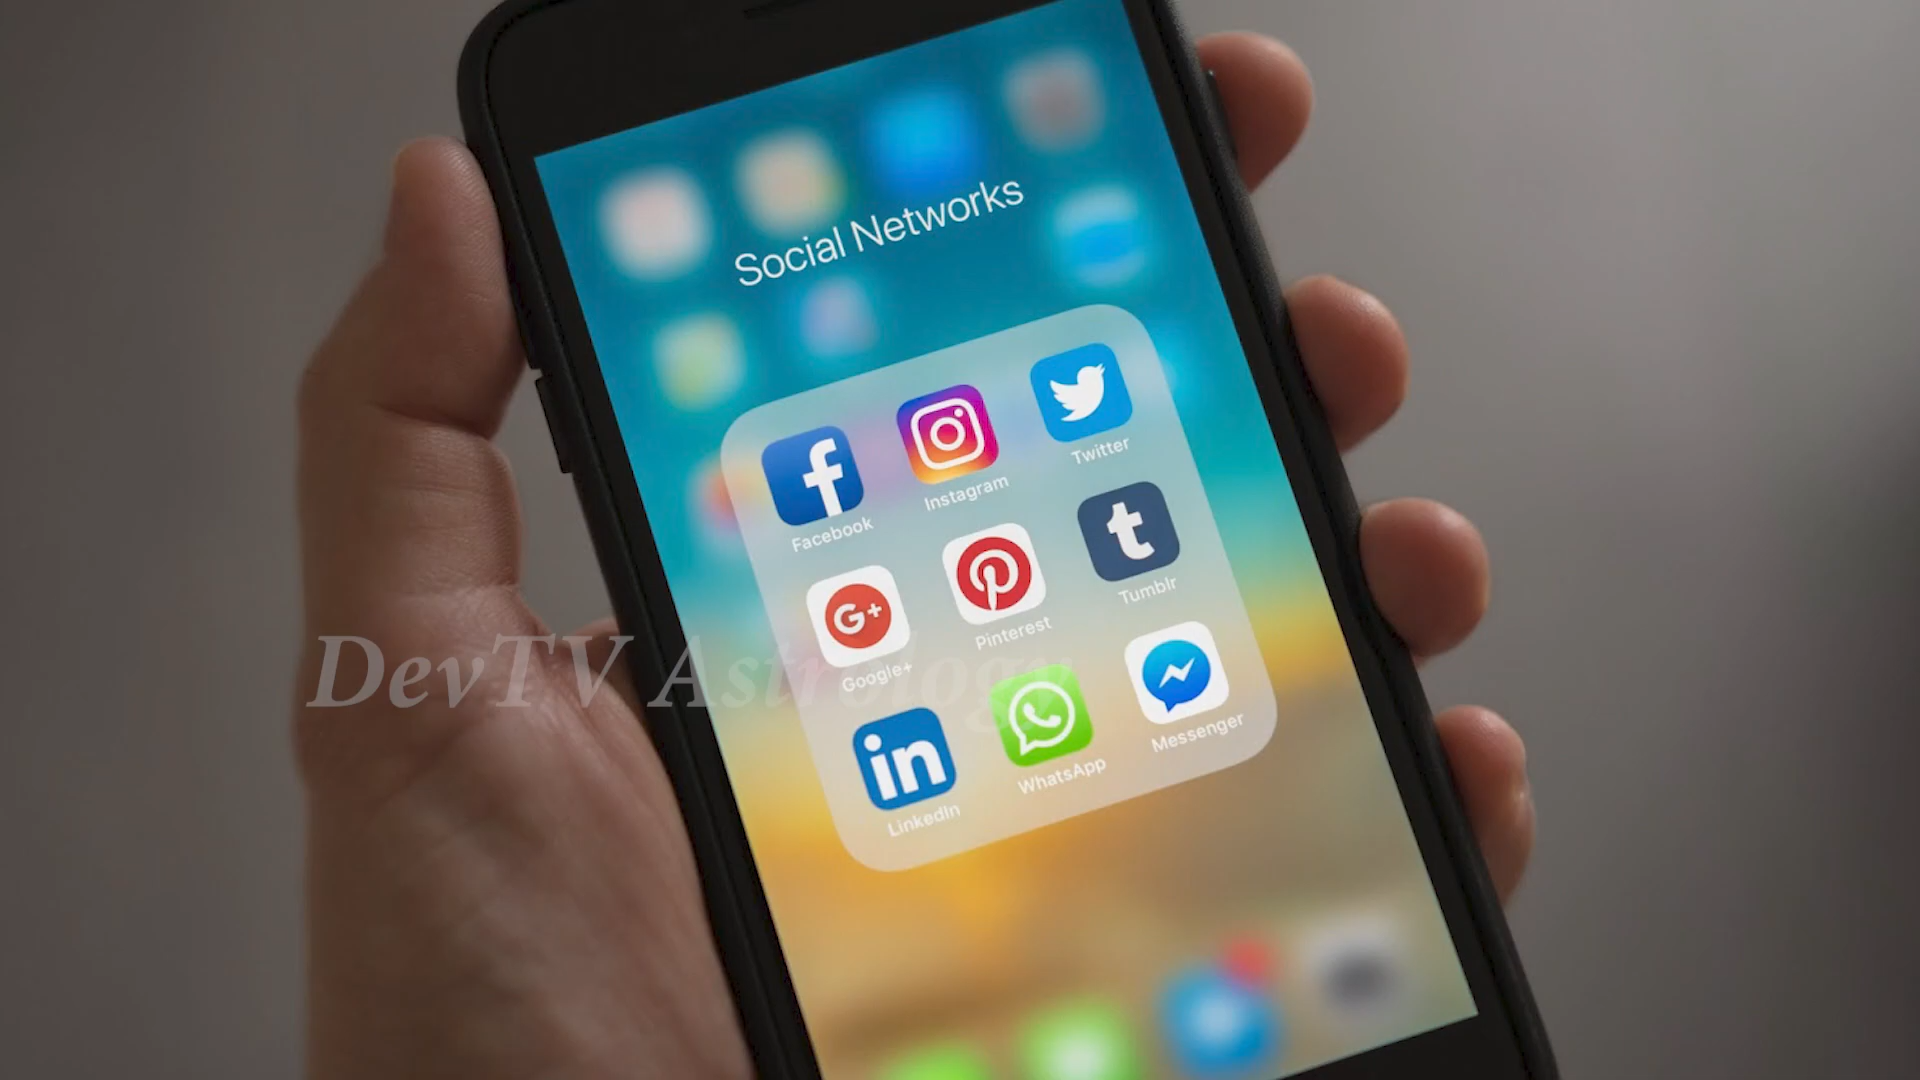 Social Networks
Facebook
Instagram
Twitter
Google+
Pinterest
Tumblr
LinkedIn
WhatsApp
Messenger
DevTV Astrology